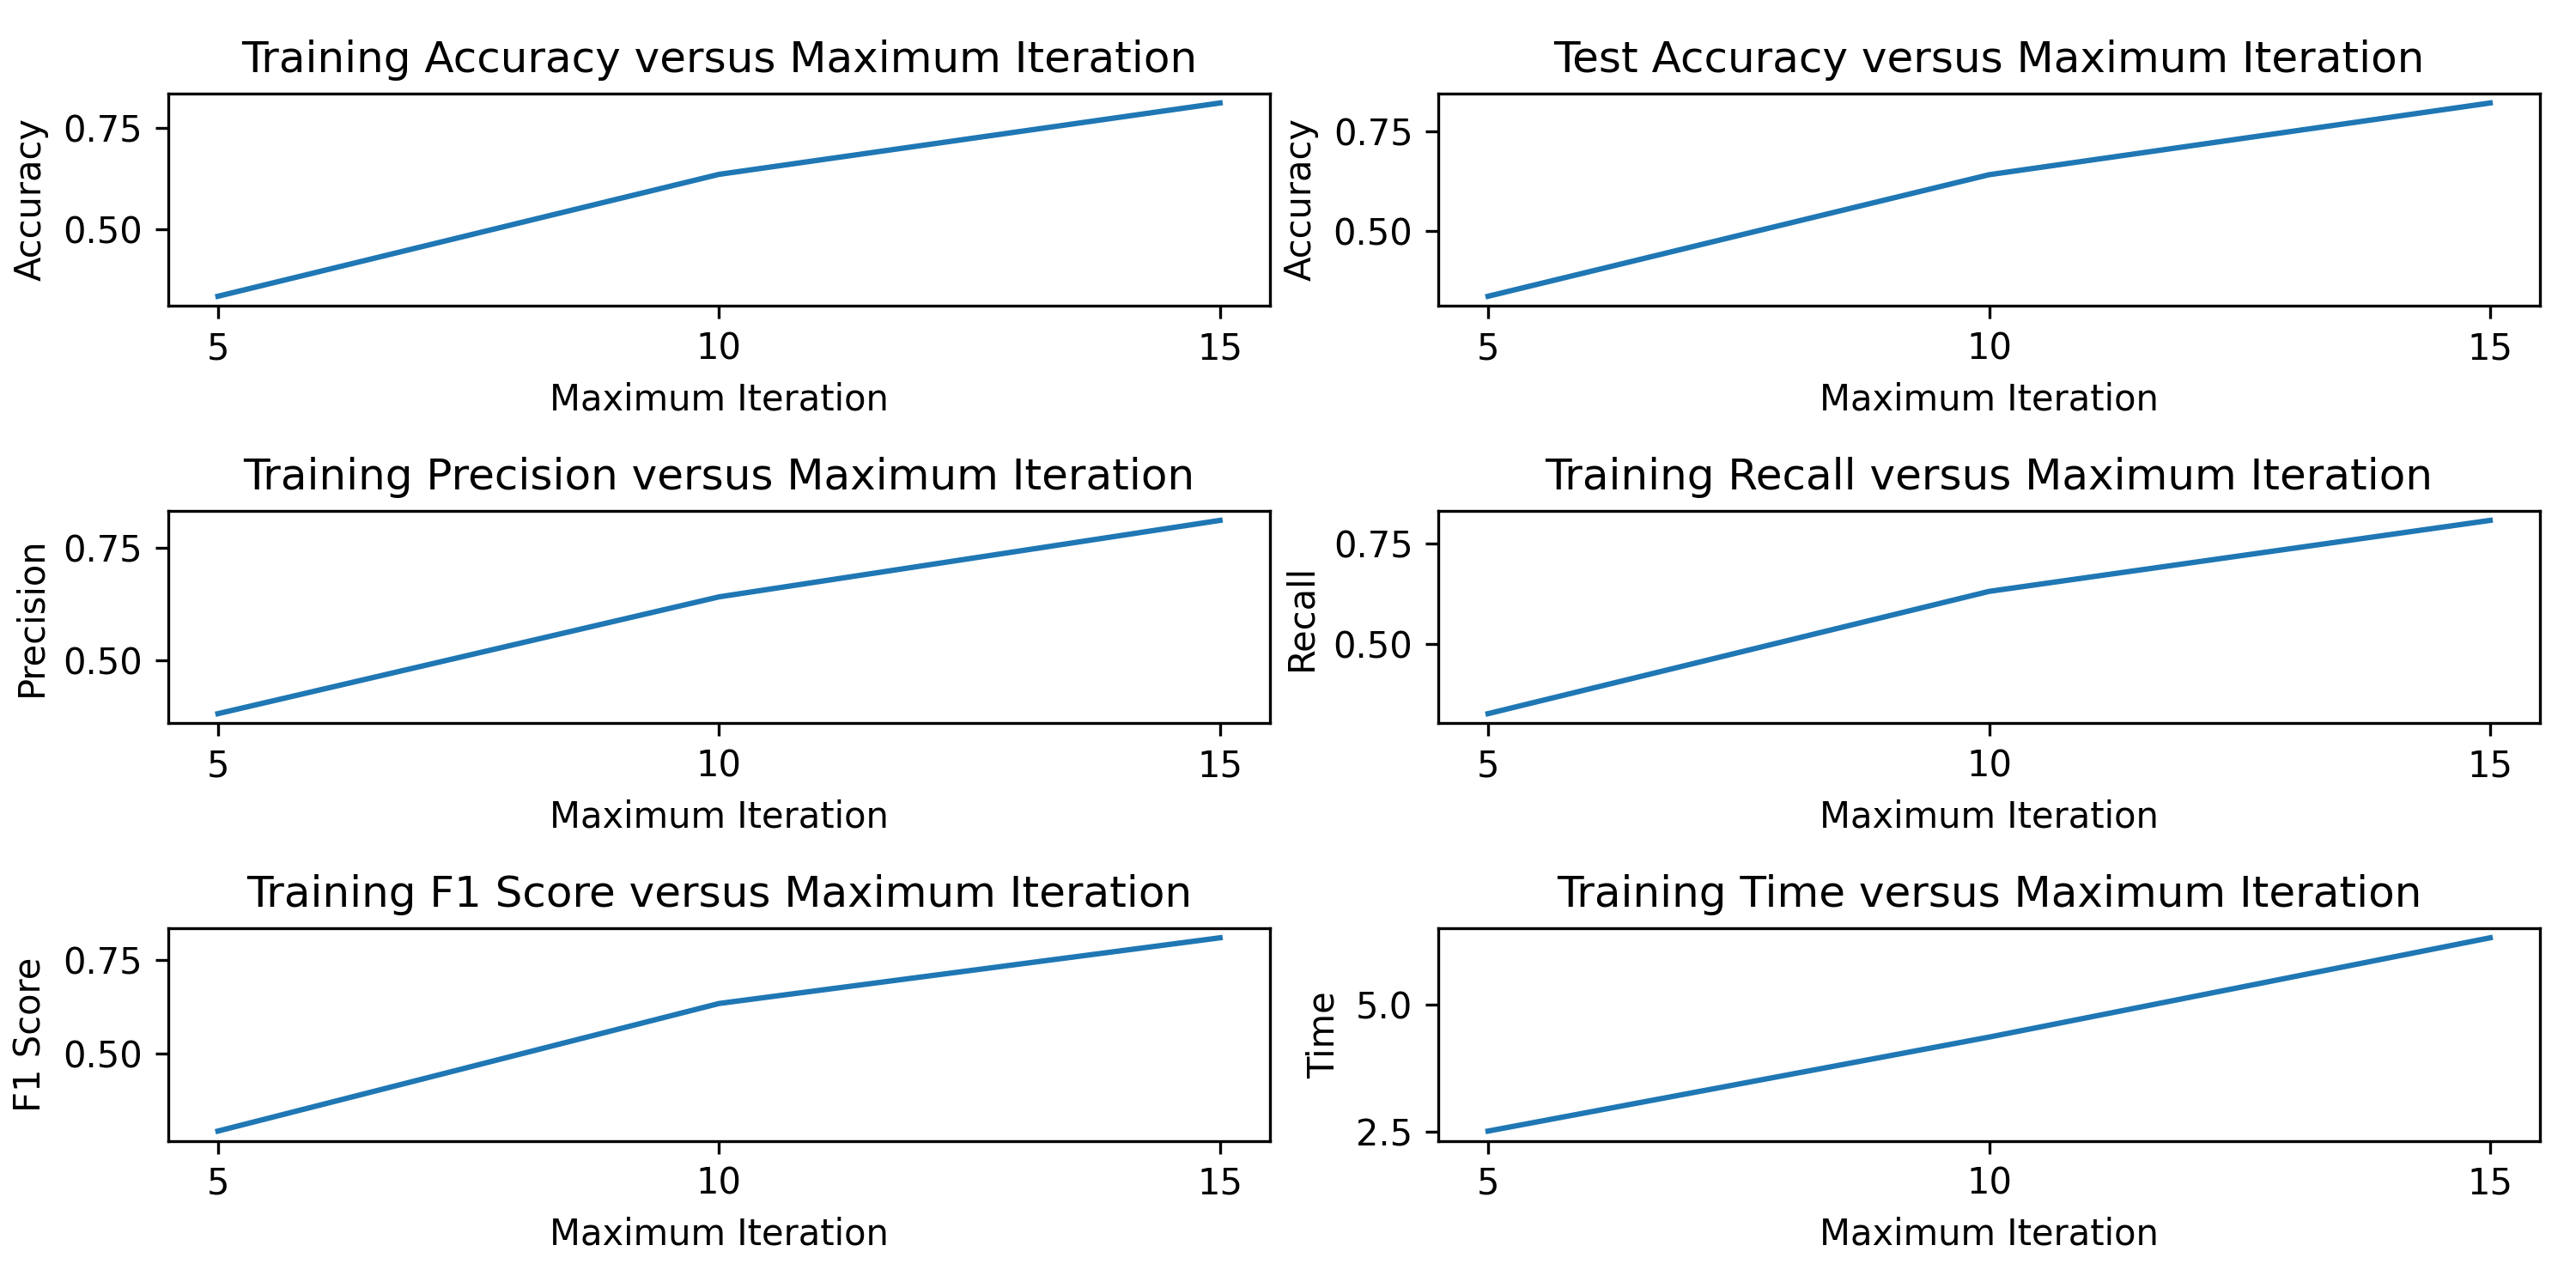 Training Accuracy versus Maximum Iteration
Accuracy
0.75
0.50
5 10 15
Maximum Iteration
Test Accuracy versus Maximum Iteration
Accuracy
0.75
0.50
5 10 15
Maximum Iteration
Training Precision versus Maximum Iteration
Precision
0.75
0.50
5 10 15
Maximum Iteration
Training Recall versus Maximum Iteration
Recall
0.75
0.50
5 10 15
Maximum Iteration
Training F1 Score versus Maximum Iteration
F1 Score
0.75
0.50
5 10 15
Maximum Iteration
Training Time versus Maximum Iteration
Time
5.0
2.5
5 10 15
Maximum Iteration